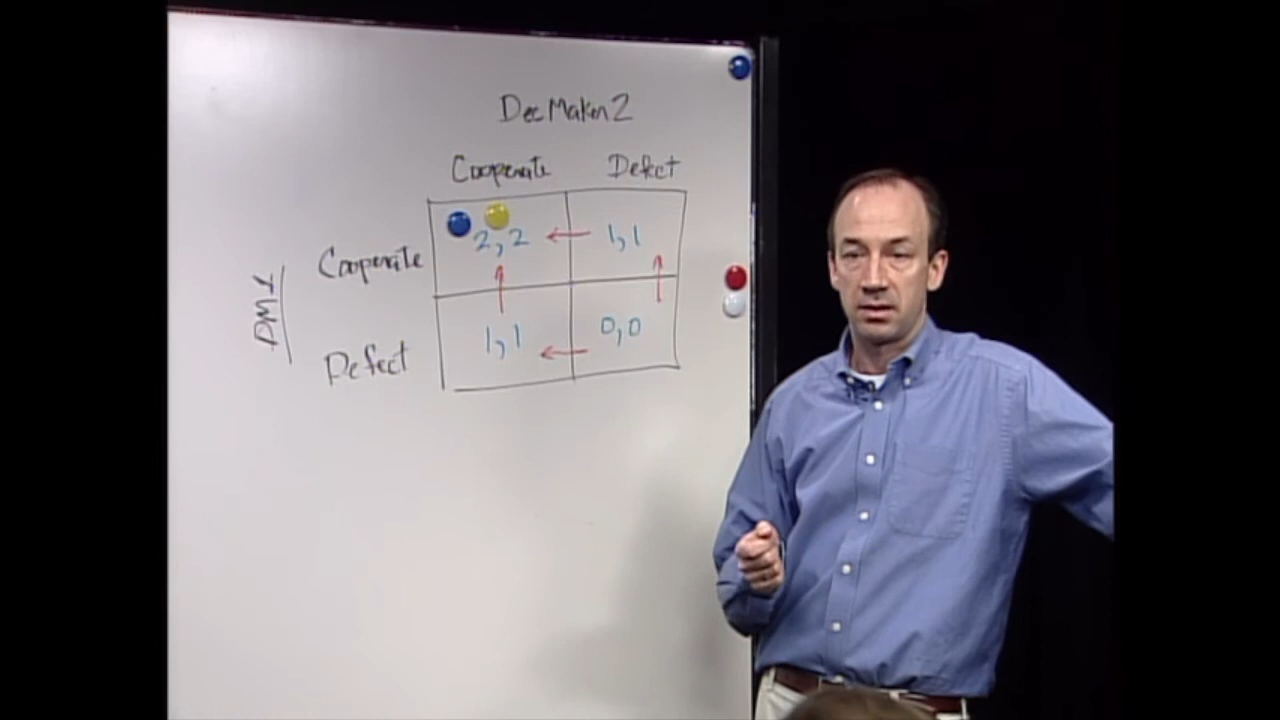 Dec Maker 2
Cooperate Defect
Cooperate 2,2 1,1
DM1
Defect 1,1 0,0